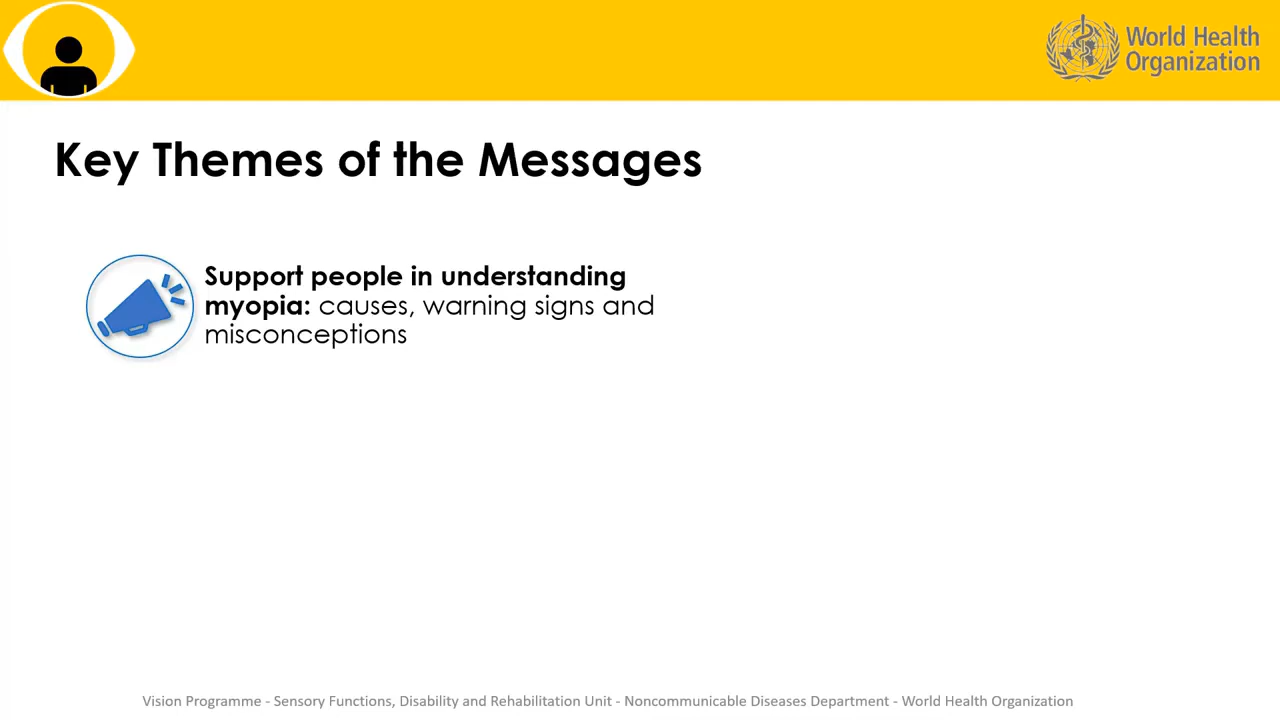 World Health
Organization
Key Themes of the Messages
Support people in understanding
myopia: causes, warning signs and
misconceptions
Vision Programme - Sensory Functions, Disability and Rehabilitation Unit - Noncommunicable Diseases Department - World Health Organization